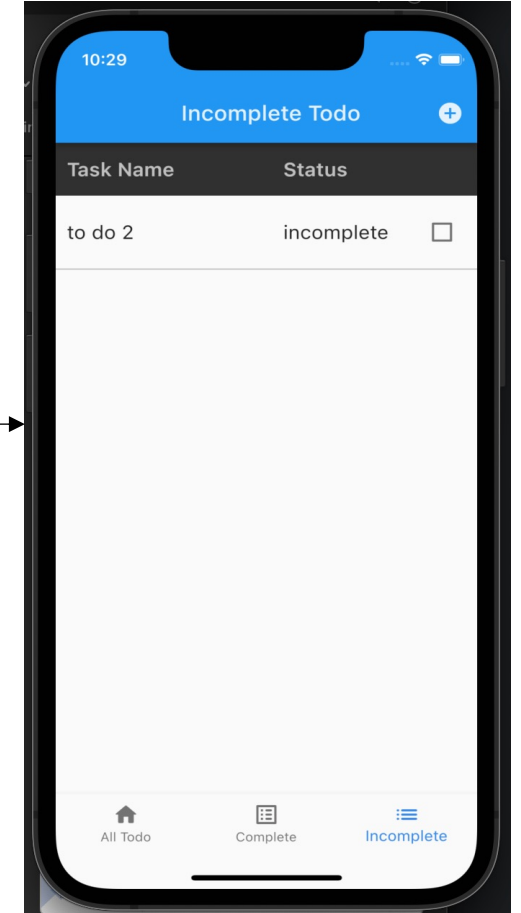 10:29
Incomplete Todo
Task Name Status
to do 2 incomplete
All Todo Complete Incomplete